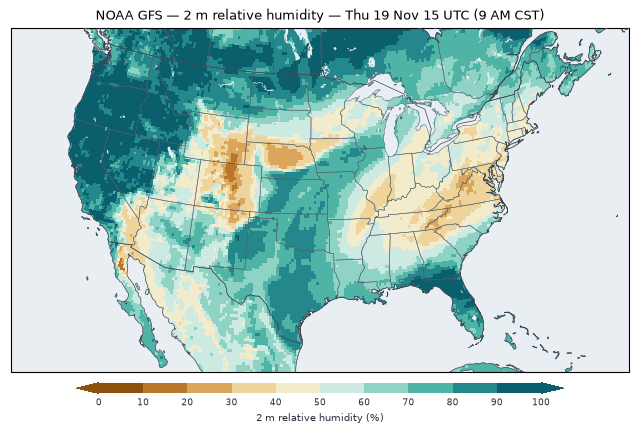 NOAA GFS — 2 m relative humidity — Thu 19 Nov 15 UTC (9 AM CST)
0 10 20 30 40 50 60 70 80 90 100
2 m relative humidity (%)